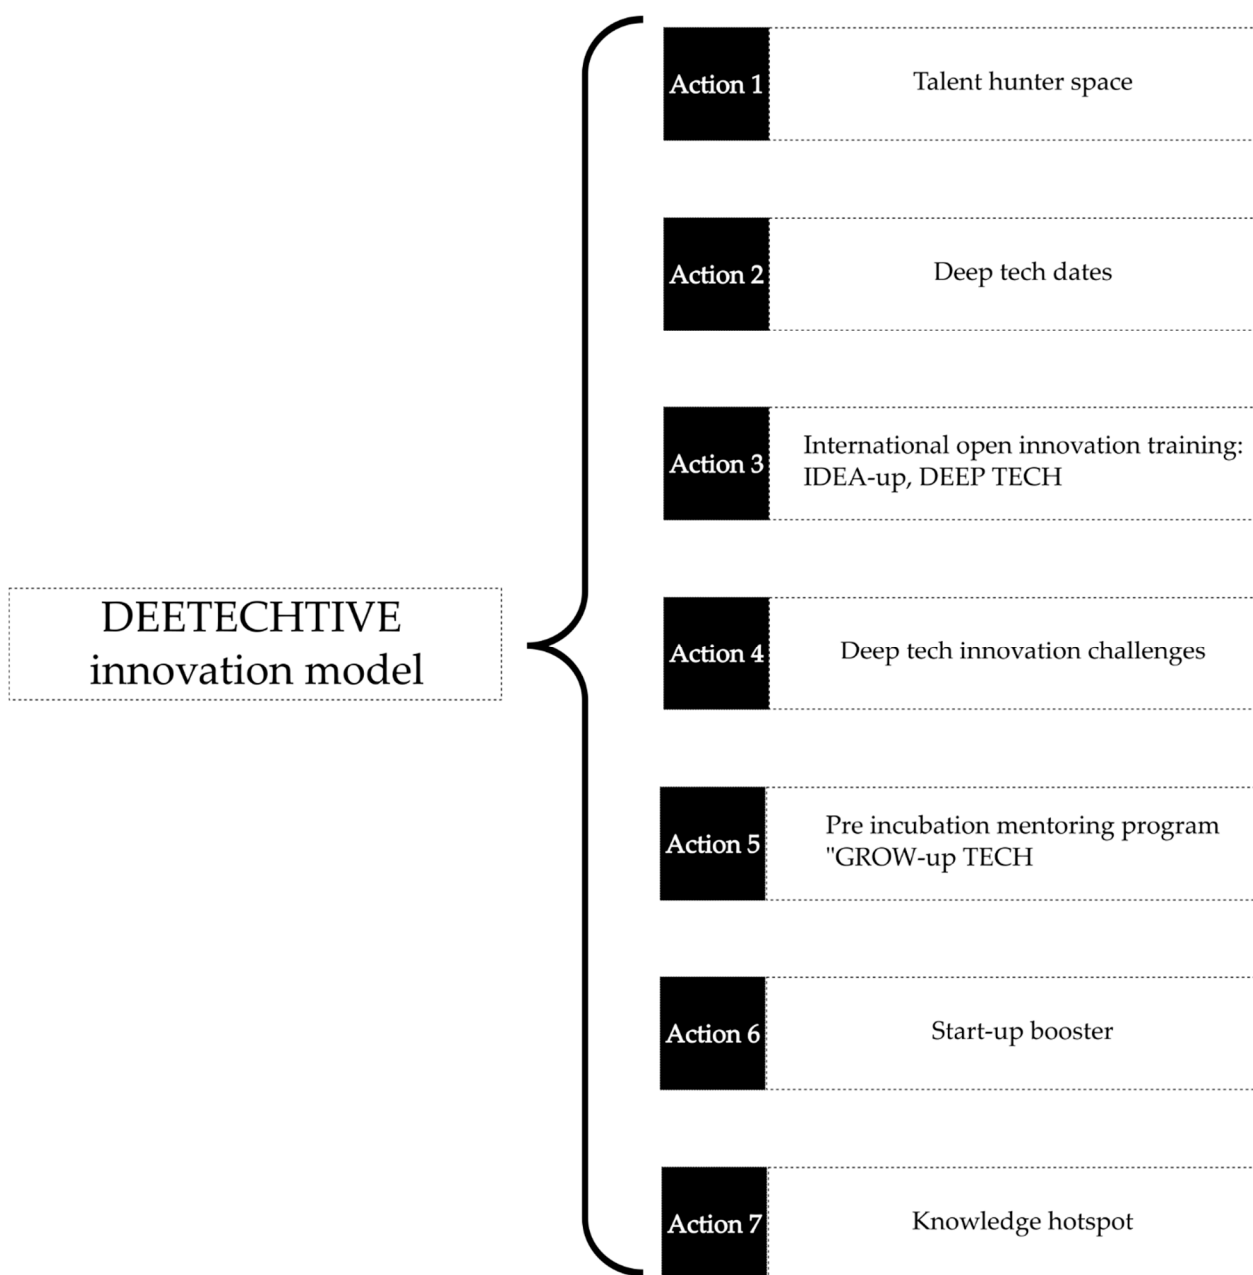 Action 1
Talent hunter space
Action 2
Deep tech dates
Action 3
International open innovation training:
IDEA-up, DEEP TECH
DEETECHTIVE
innovation model
Action 4
Deep tech innovation challenges
Action 5
Pre incubation mentoring program
"GROW-up TECH
Action 6
Start-up booster
Action 7
Knowledge hotspot